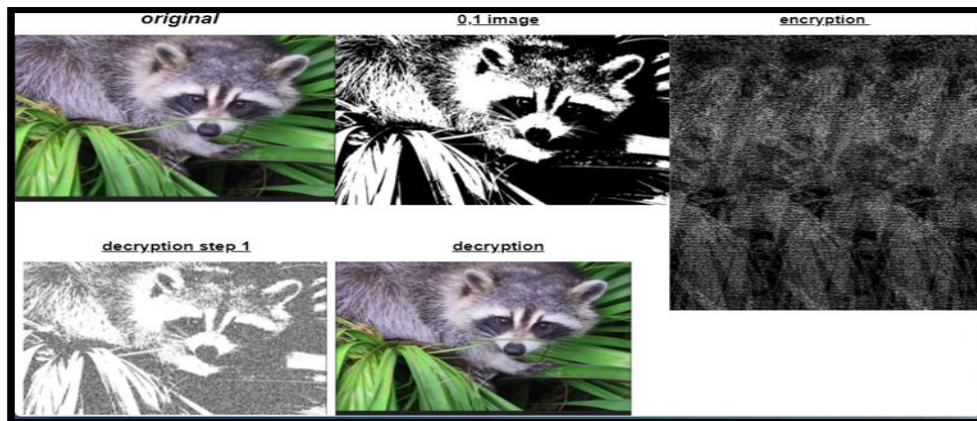 original
0,1 image
encryption
decryption step 1
decryption